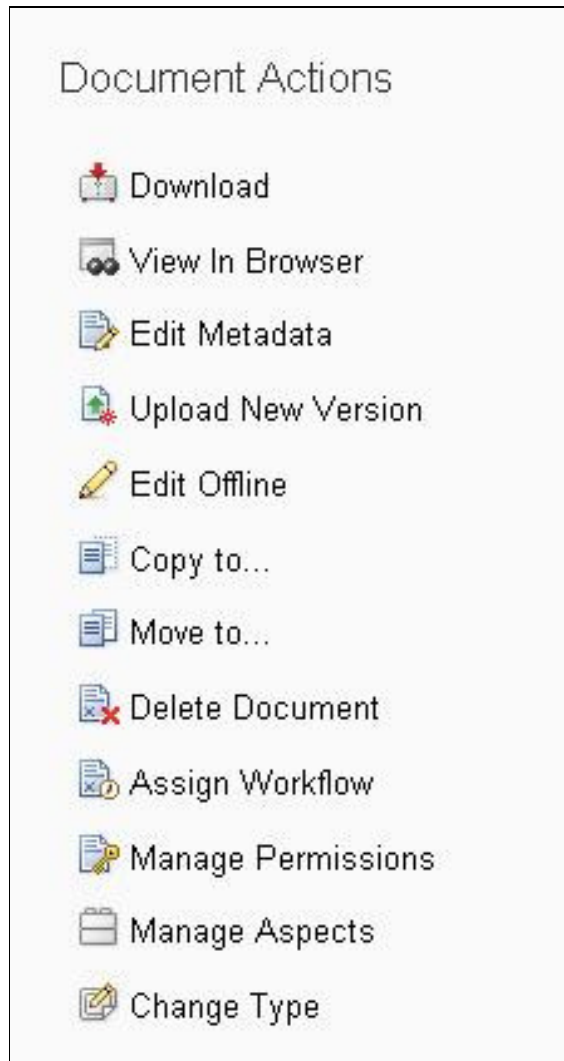 Document Actions
Download
View In Browser
Edit Metadata
Upload New Version
Edit Offline
Copy to...
Move to...
Delete Document
Assign Workflow
Manage Permissions
Manage Aspects
Change Type